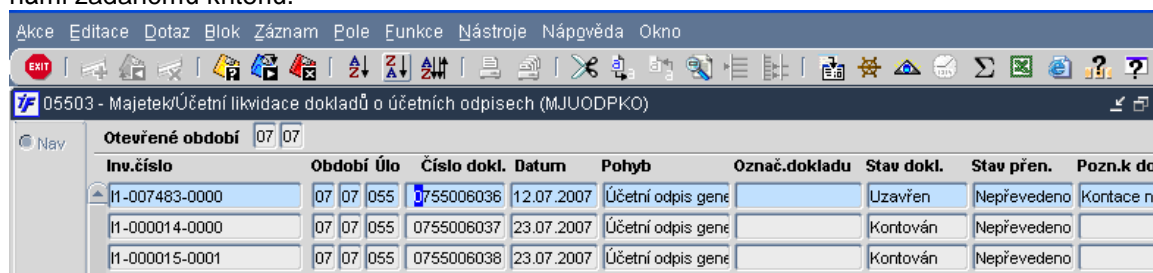 námi zadanému kritériu.
Akce Editace Dotaz Blok Záznam Pole Funkce Nástroje Nápověda Okno
EXIT
05503 - Majetek/Účetní likvidace dokladů o účetních odpisech (MJUODPKO)
Nav
Otevřené období 07 07
Inv.číslo Období Úlo Číslo dokl. Datum Pohyb Označ.dokladu Stav dokl. Stav přen. Pozn.k do
I1-007483-0000 07 07 055 0755006036 12.07.2007 Účetní odpis gene Uzavřen Nepřevedeno Kontace n
I1-000014-0000 07 07 055 0755006037 23.07.2007 Účetní odpis gene Kontován Nepřevedeno
I1-000015-0001 07 07 055 0755006038 23.07.2007 Účetní odpis gene Kontován Nepřevedeno